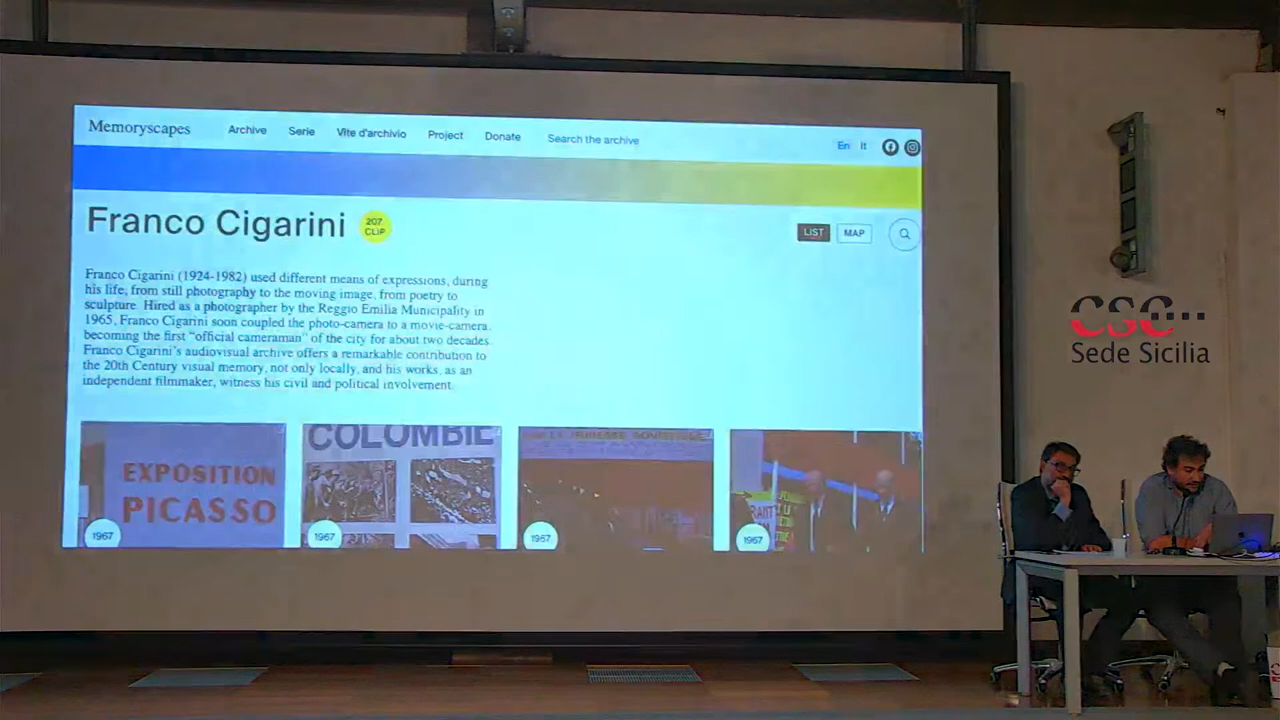 Memoryscapes Archive Serie Vite d'archivio Project Donate Search the archive En It
Franco Cigarini 207 CLIP LIST MAP
Franco Cigarini (1924-1982) used different means of expressions, during
his life, from still photography to the moving image, from poetry to
sculpture. Hired as a photographer by the Reggio Emilia Municipality in
1965, Franco Cigarini soon coupled the photo-camera to a movie-camera,
becoming the first "official cameraman" of the city for about two decades.
Franco Cigarini's audiovisual archive offers a remarkable contribution to
the 20th Century visual memory, not only locally, and his works, as an
independent filmmaker, witness his civil and political involvement.
EXPOSITION
PICASSO
1967
COLOMBIE
1967
1967
1967
CSC
Sede Sicilia